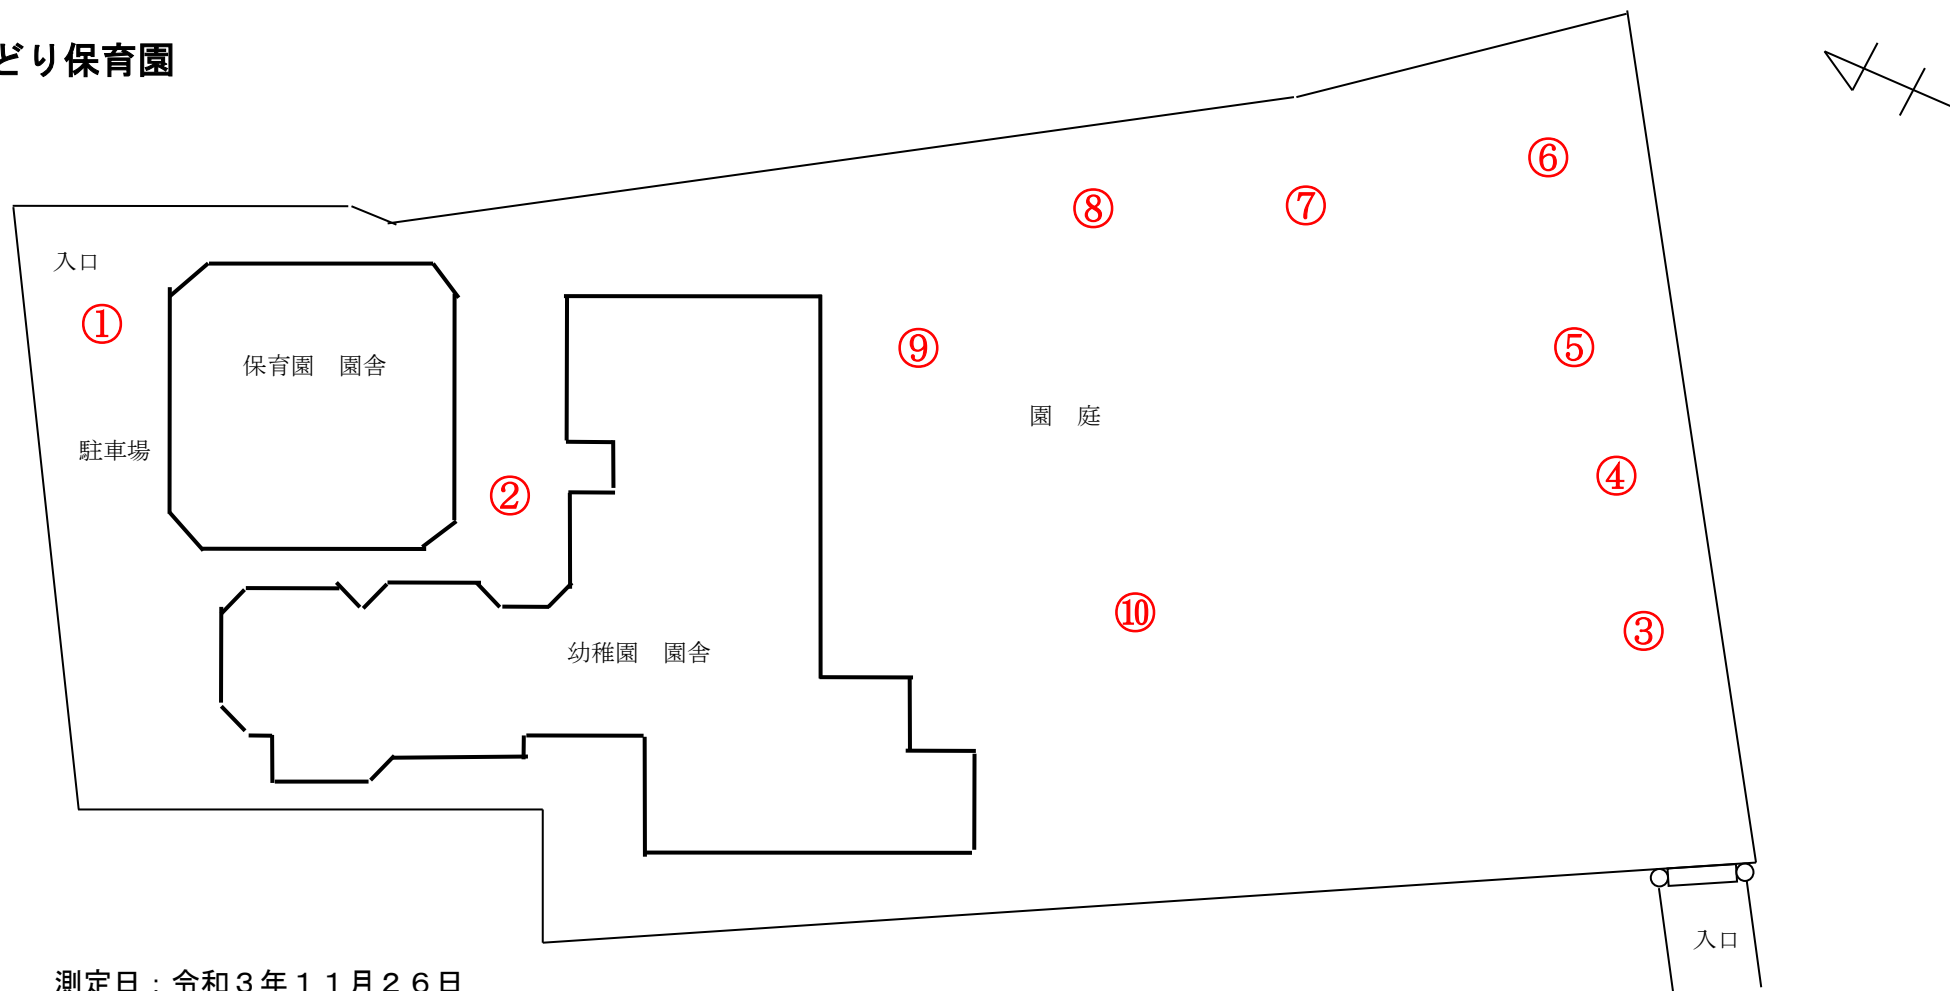 どり保育園
⑥
⑧
⑦
入口
①
⑨
⑤
保育園　園舎
園　庭
駐車場
④
②
⑩
③
幼稚園　園舎
入口
測定日：令和３年１１月２６日